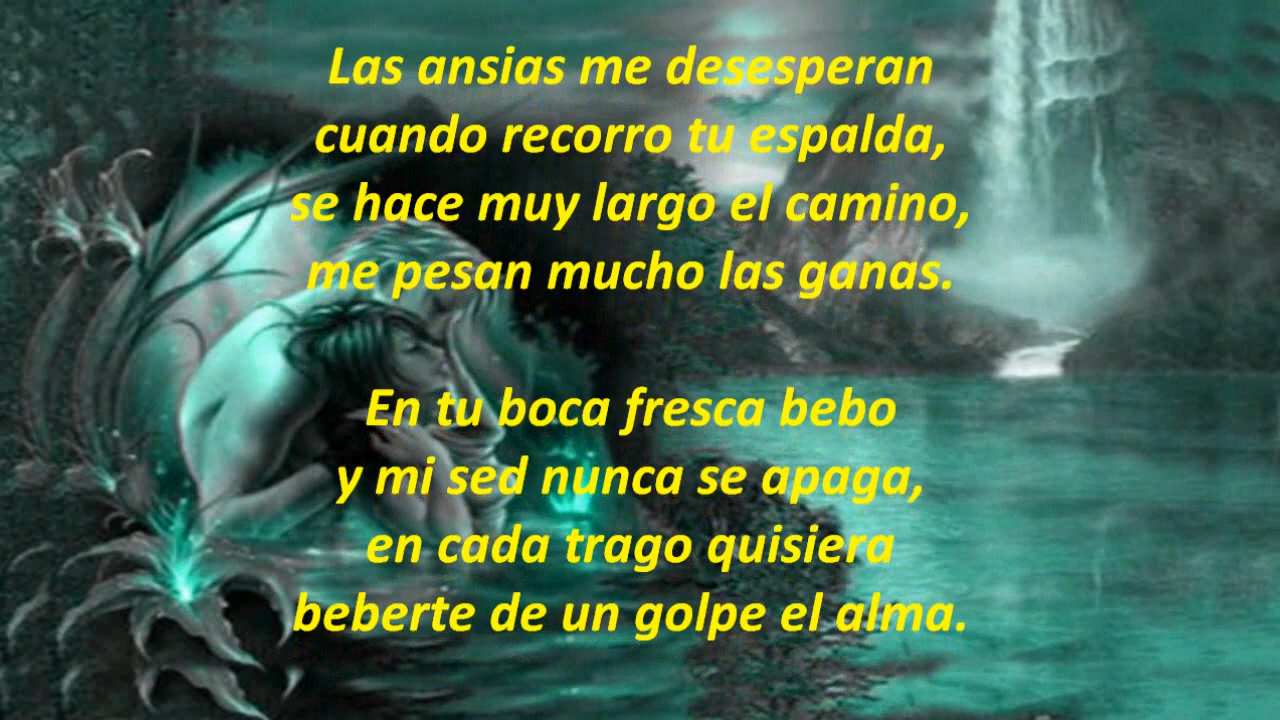 Las ansias me desesperan
cuando recorro tu espalda,
se hace muy largo el camino,
me pesan mucho las ganas.
En tu boca fresca bebo
y mi sed nunca se apaga,
en cada trago quisiera
beberte de un golpe el alma.